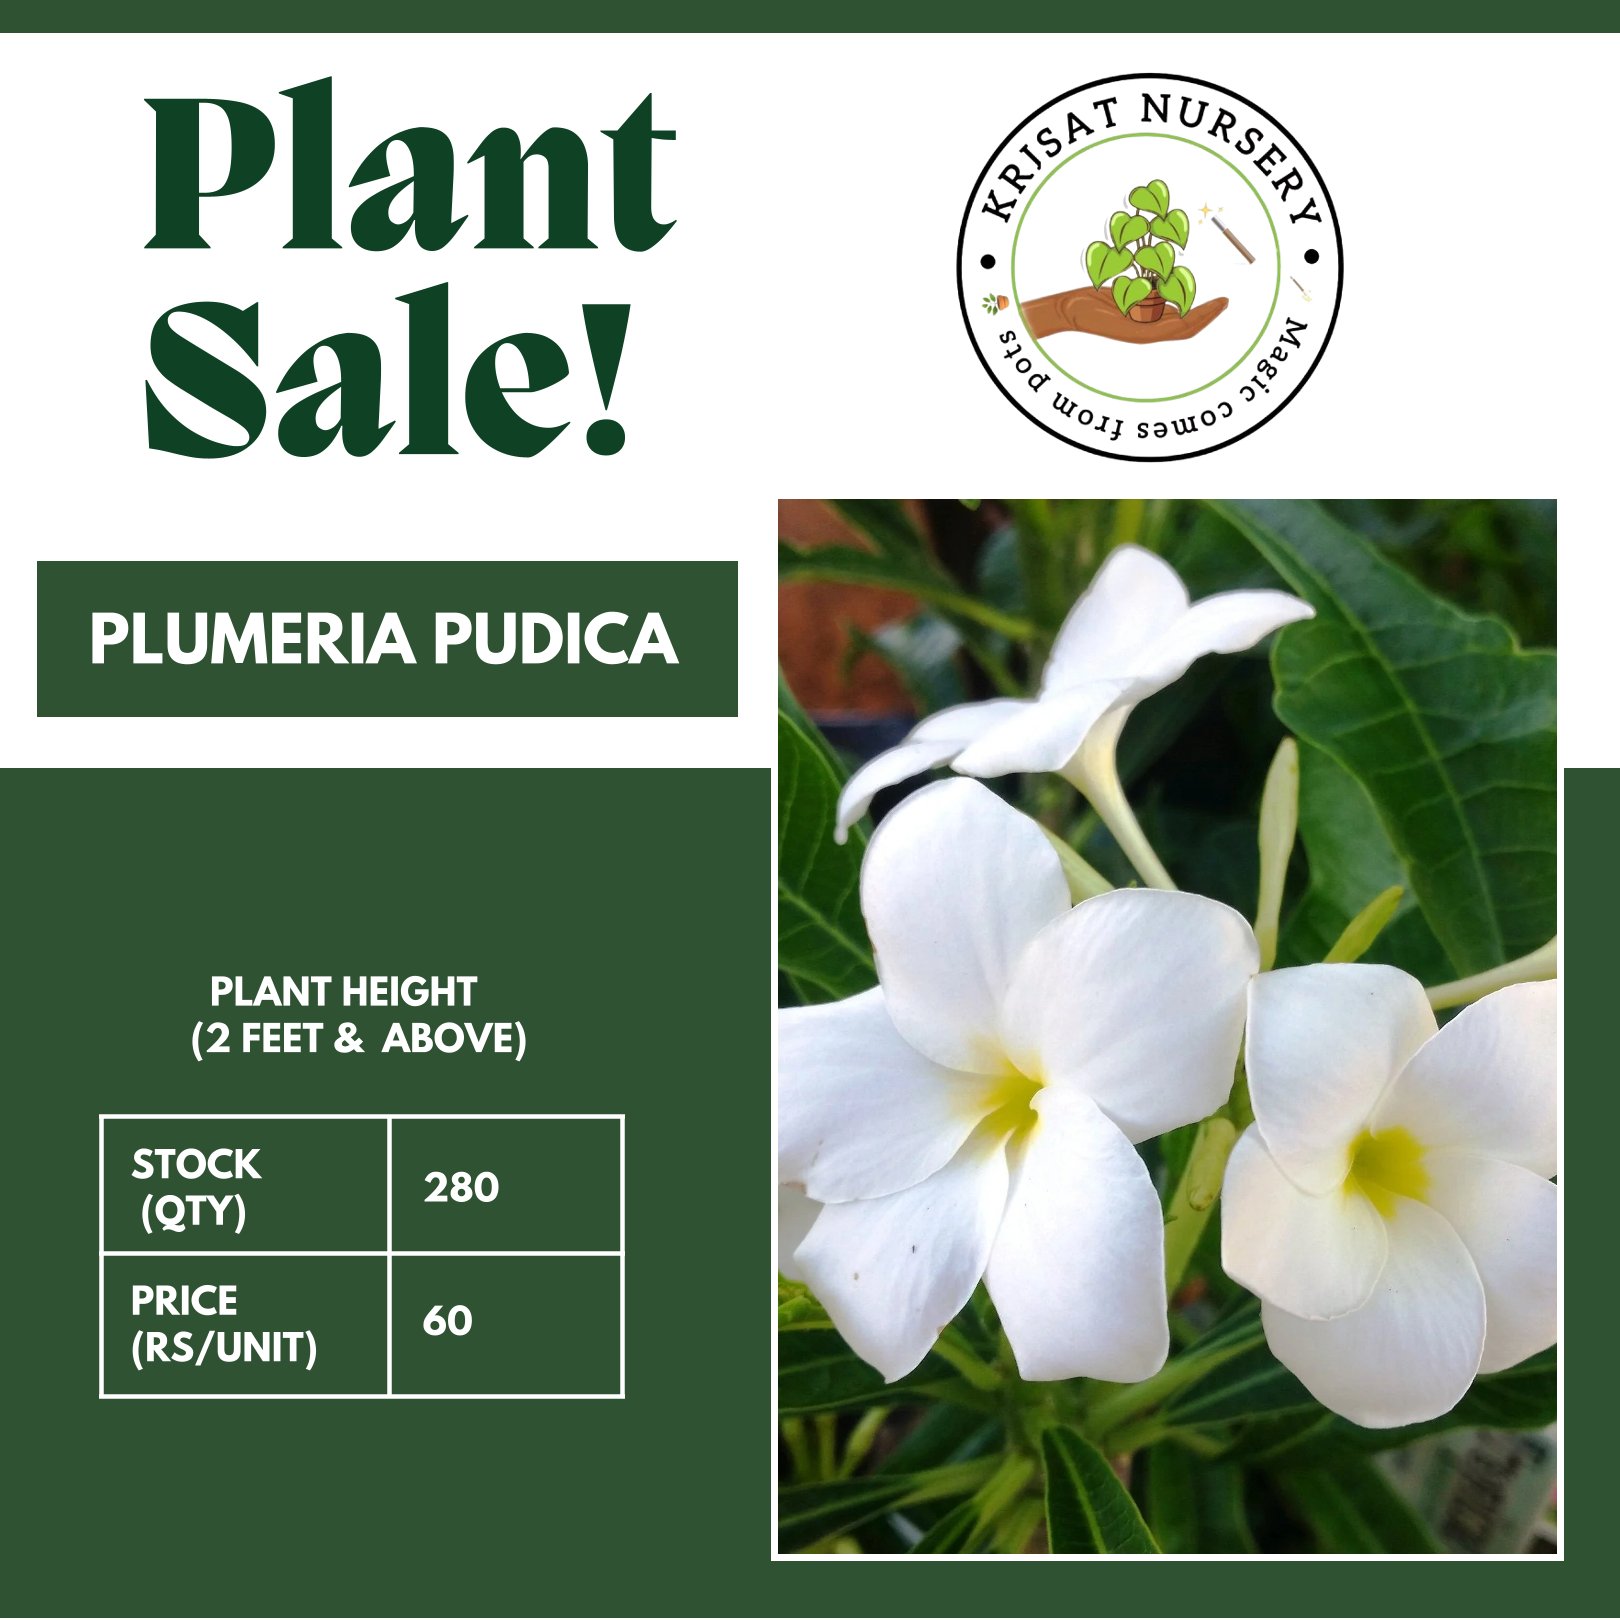 Plant
Sale!
KRJSAT NURSERY
Magic comes from pots
PLUMERIA PUDICA
PLANT HEIGHT
(2 FEET & ABOVE)
STOCK
(QTY)
280
PRICE
(RS/UNIT)
60